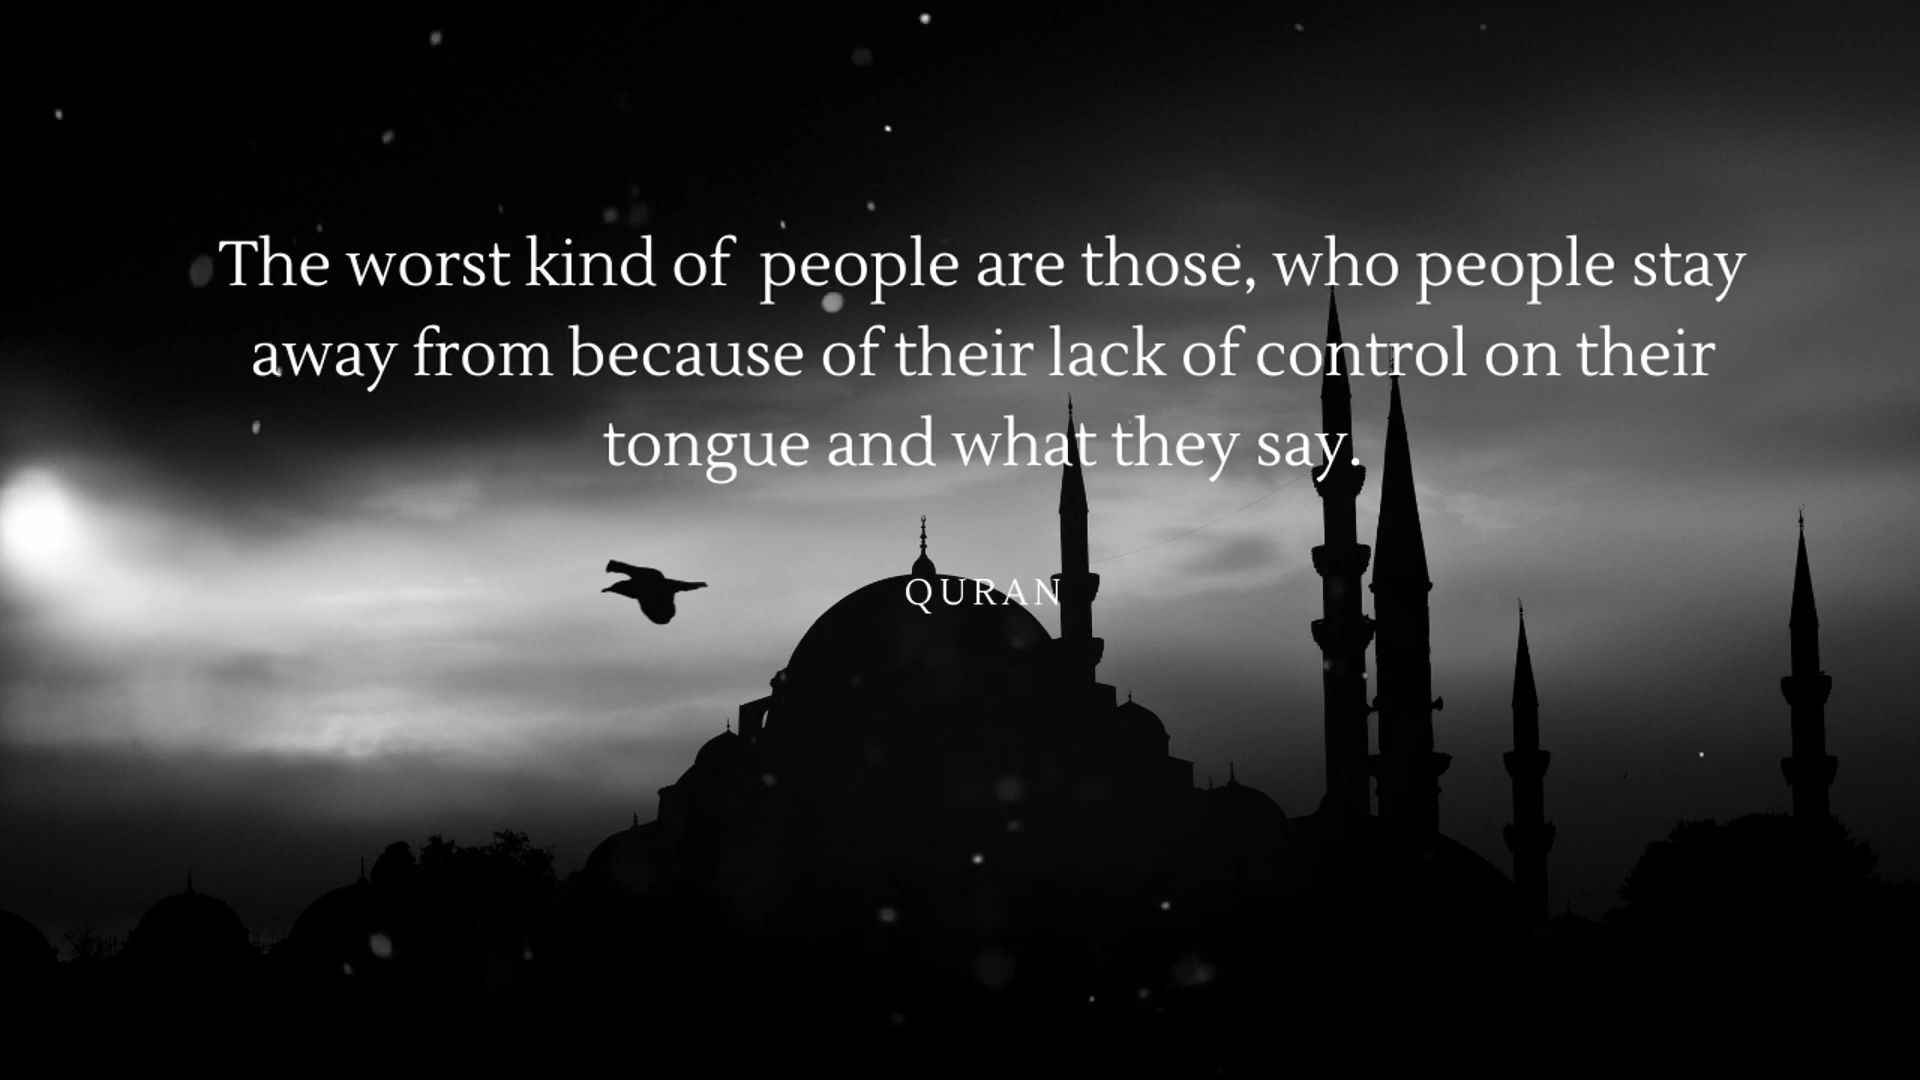 The worst kind of people are those, who people stay
away from because of their lack of control on their
tongue and what they say.
QURAN